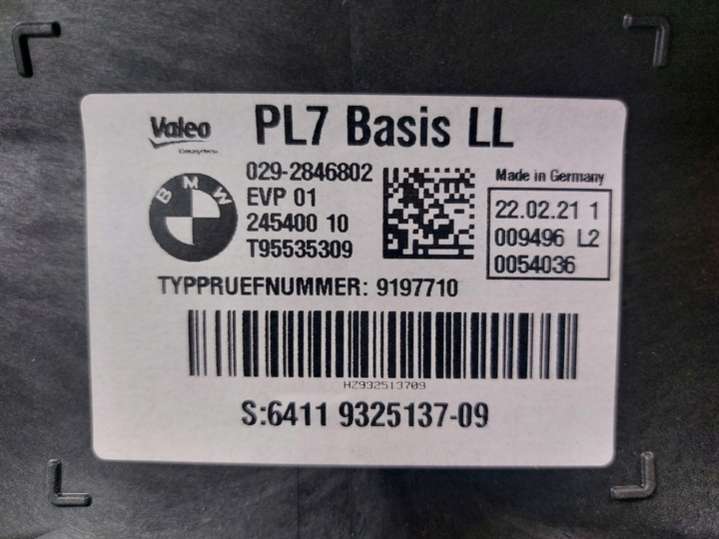 Valeo
PL7 Basis LL
029-2846802
EVP 01
245400 10
T95535309
BMW
Made in Germany
22.02.21 1
009496 L2
0054036
TYPPRUEFNUMMER: 9197710
HZ932513709
S:6411 9325137-09